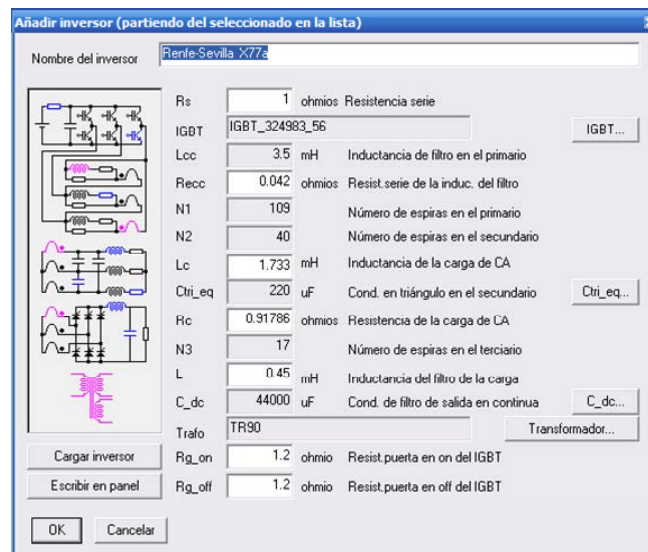 Añadir inversor (partiendo del seleccionado en la lista)
Nombre del inversor Renfe-Sevilla X77a
Rs 1 ohmios Resistencia serie
IGBT IGBT_324983_56 IGBT...
Lcc 3.5 mH Inductancia de filtro en el primario
Recc 0.042 ohmios Resist.serie de la induc. del filtro
N1 109 Número de espiras en el primario
N2 40 Número de espiras en el secundario
Lc 1.733 mH Inductancia de la carga de CA
Ctri_eq 220 uF Cond. en triángulo en el secundario Ctri_eq...
Rc 0.91786 ohmios Resistencia de la carga de CA
N3 17 Número de espiras en el terciario
L 0.45 mH Inductancia del filtro de la carga
C_dc 44000 uF Cond. de filtro de salida en continua C_dc...
Trafo TR90 Transformador...
Cargar inversor Rg_on 1.2 ohmio Resist.puerta en on del IGBT
Escribir en panel Rg_off 1.2 ohmio Resist.puerta en off del IGBT
OK Cancelar